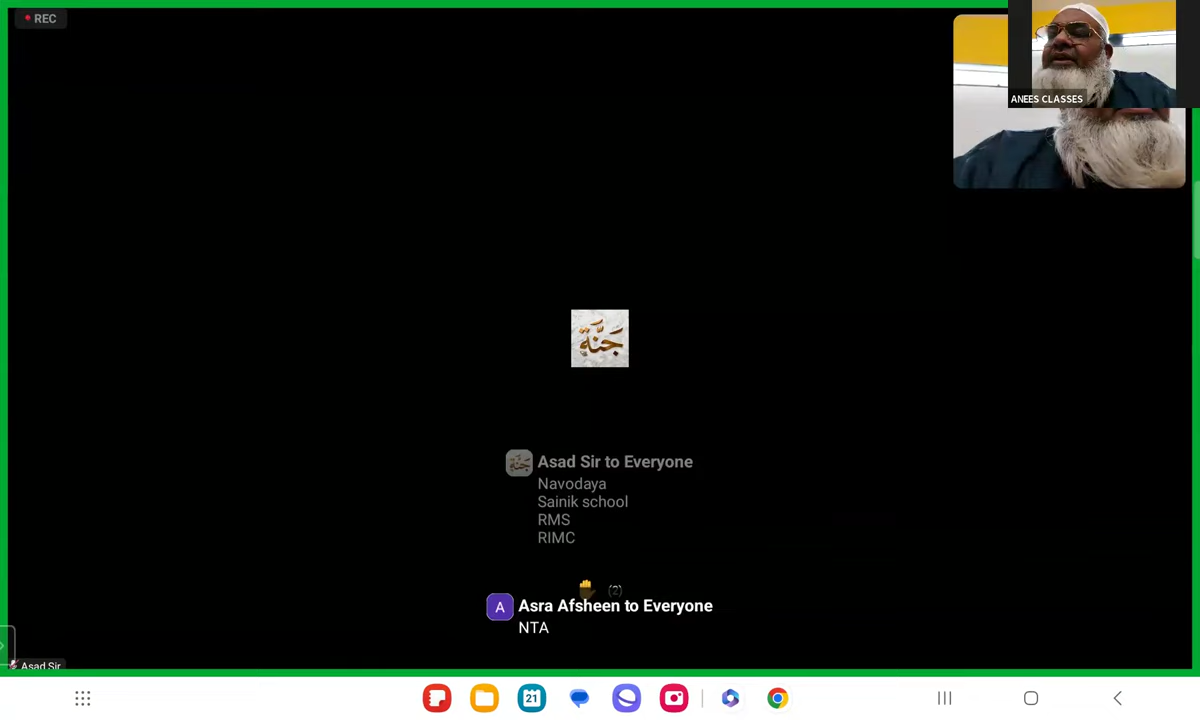 REC
ANEES CLASSES
جَنَّة
Asad Sir to Everyone
Navodaya
Sainik school
RMS
RIMC
(2)
A Asra Afsheen to Everyone
NTA
Asad Sir
21